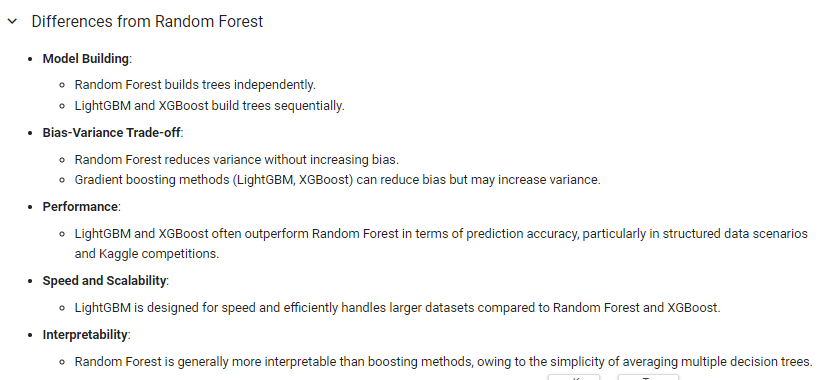 Differences from Random Forest
Model Building:
Random Forest builds trees independently.
LightGBM and XGBoost build trees sequentially.
Bias-Variance Trade-off:
Random Forest reduces variance without increasing bias.
Gradient boosting methods (LightGBM, XGBoost) can reduce bias but may increase variance.
Performance:
LightGBM and XGBoost often outperform Random Forest in terms of prediction accuracy, particularly in structured data scenarios
and Kaggle competitions.
Speed and Scalability:
LightGBM is designed for speed and efficiently handles larger datasets compared to Random Forest and XGBoost.
Interpretability:
Random Forest is generally more interpretable than boosting methods, owing to the simplicity of averaging multiple decision trees.